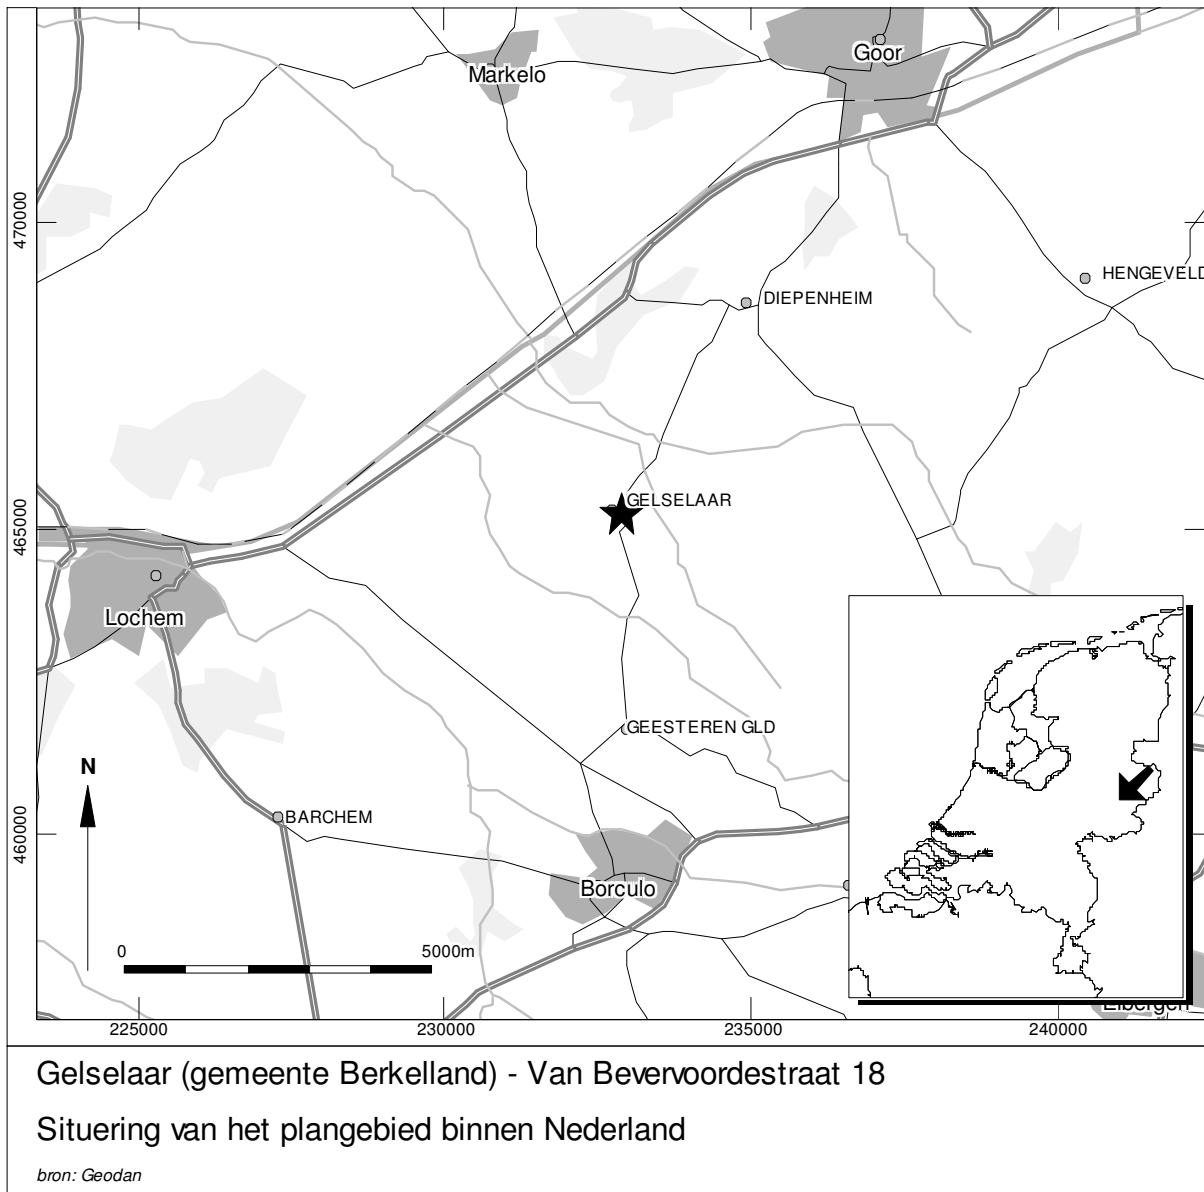 Goor
Markelo
470000
HENGEVELD
DIEPENHEIM
465000
GELSELAAR
Lochem
GEESTEREN GLD
N
BARCHEM
460000
Borculo
0 5000m
Eibergen
225000 230000 235000 240000
Gelselaar (gemeente Berkelland) - Van Bevervoordestraat 18
Situering van het plangebied binnen Nederland
bron: Geodan